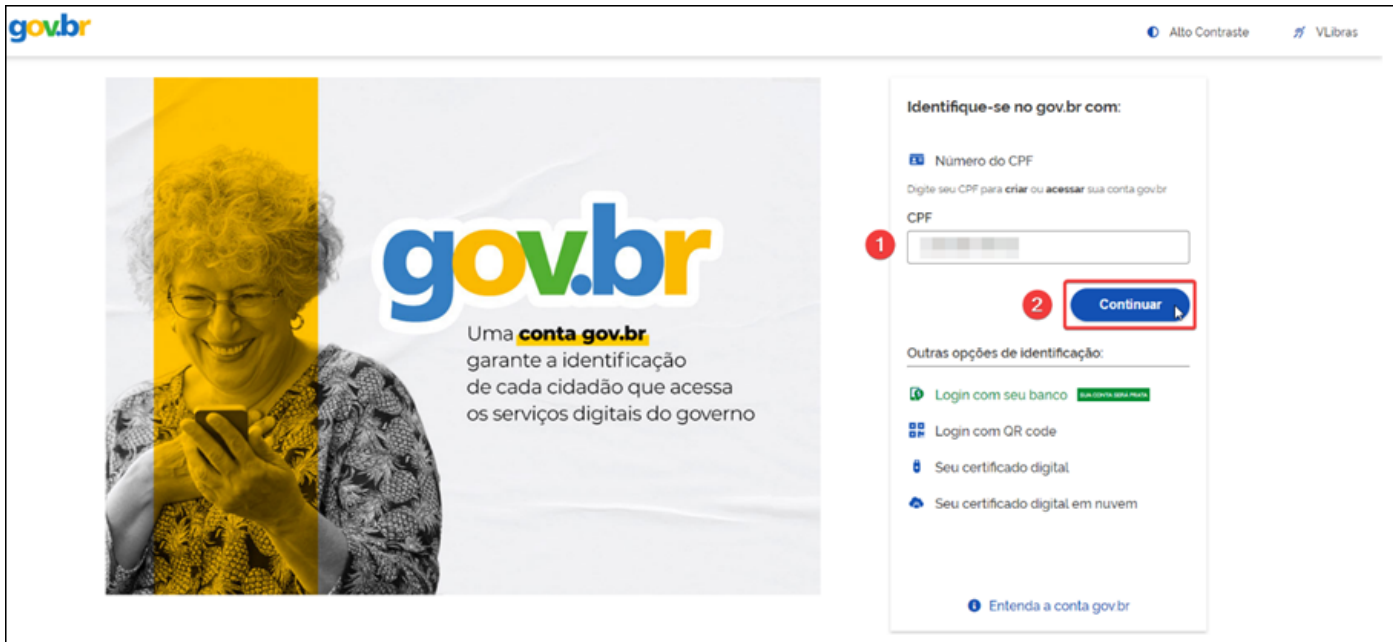 gov.br
Alto Contraste
VLibras
gov.br
Uma conta gov.br
garante a identificação
de cada cidadão que acessa
os serviços digitais do governo
Identifique-se no gov.br com:
Número do CPF
Digite seu CPF para criar ou acessar sua conta gov.br
CPF
1
2
Continuar
Outras opções de identificação:
Login com seu banco SUA CONTA SERÁ PRATA
Login com QR code
Seu certificado digital
Seu certificado digital em nuvem
Entenda a conta gov.br